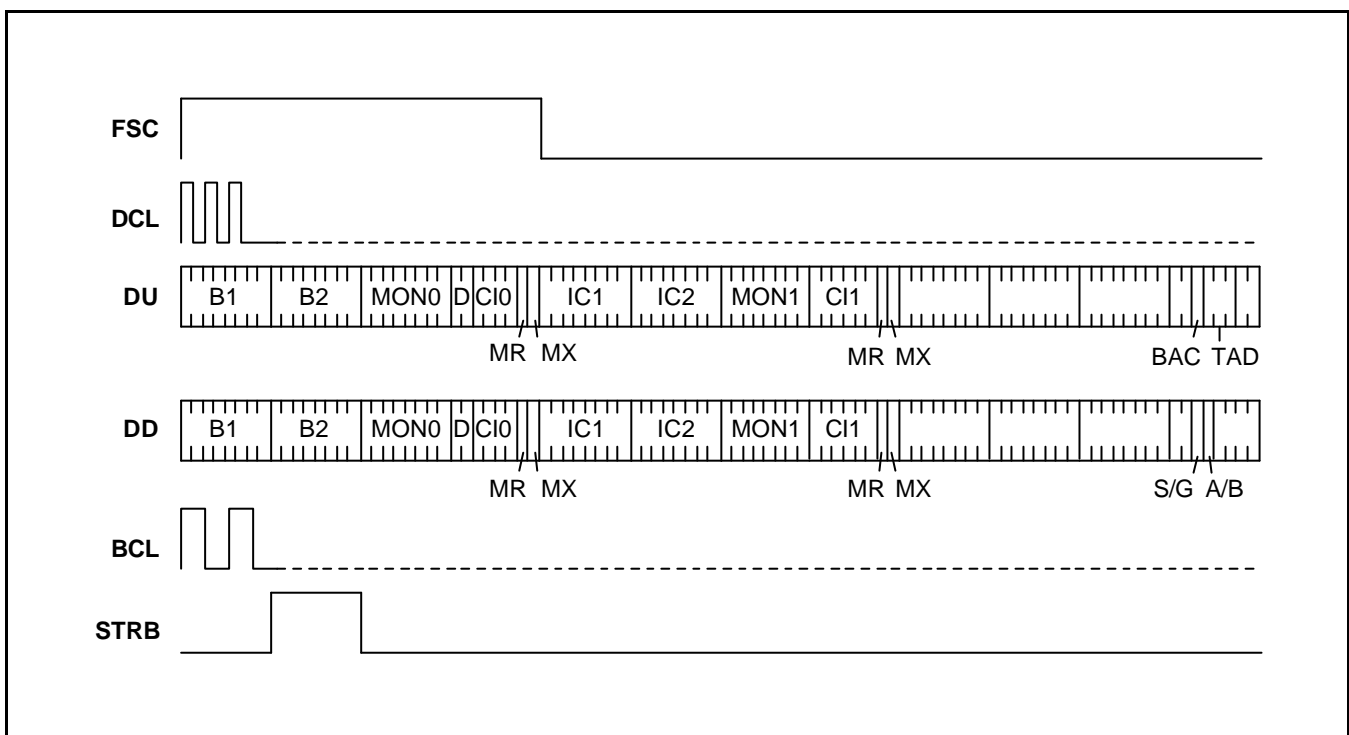 FSC
DCL
DU B1 B2 MON0 D CI0 IC1 IC2 MON1 CI1
MR MX MR MX BAC TAD
DD B1 B2 MON0 D CI0 IC1 IC2 MON1 CI1
MR MX MR MX S/G A/B
BCL
STRB